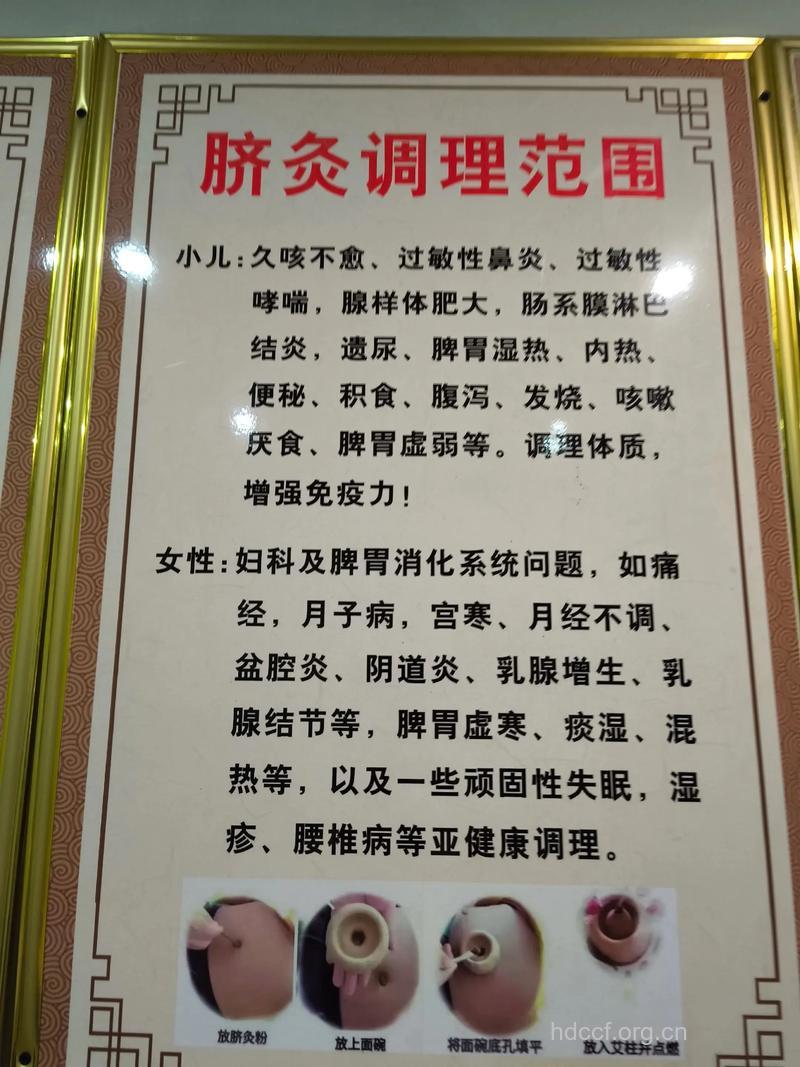 脐灸调理范围
小儿：久咳不愈、过敏性鼻炎、过敏性
哮喘，腺样体肥大，肠系膜淋巴
结炎，遗尿、脾胃湿热、内热、
便秘、积食、腹泻、发烧、咳嗽
厌食、脾胃虚弱等。调理体质，
增强免疫力！
女性：妇科及脾胃消化系统问题，如痛
经，月子病，宫寒、月经不调、
盆腔炎、阴道炎、乳腺增生、乳
腺结节等，脾胃虚寒、痰湿、混
热等，以及一些顽固性失眠，湿
疹、腰椎病等亚健康调理。
放脐灸粉
放上面碗
将面碗底孔填平
放入艾柱并点燃
hdccf.org.cn